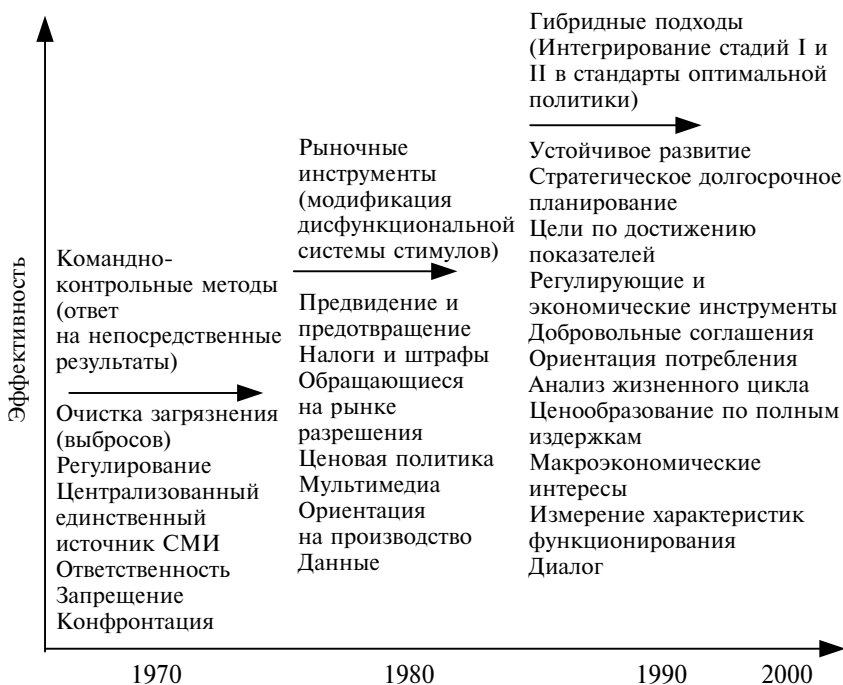 Эффективность
Командно-
контрольные методы
(ответ
на непосредственные
результаты)
Очистка загрязнения
(выбросов)
Регулирование
Централизованный
единственный
источник СМИ
Ответственность
Запрещение
Конфронтация
Рыночные
инструменты
(модификация
дисфункциональной
системы стимулов)
Предвидение и
предотвращение
Налоги и штрафы
Обращающиеся
на рынке
разрешения
Ценовая политика
Мультимедиа
Ориентация
на производство
Данные
Гибридные подходы
(Интегрирование стадий I и
II в стандарты оптимальной
политики)
Устойчивое развитие
Стратегическое долгосрочное
планирование
Цели по достижению
показателей
Регулирующие и
экономические инструменты
Добровольные соглашения
Ориентация потребления
Анализ жизненного цикла
Ценообразование по полным
издержкам
Макроэкономические
интересы
Измерение характеристик
функционирования
Диалог
1970 1980 1990 2000